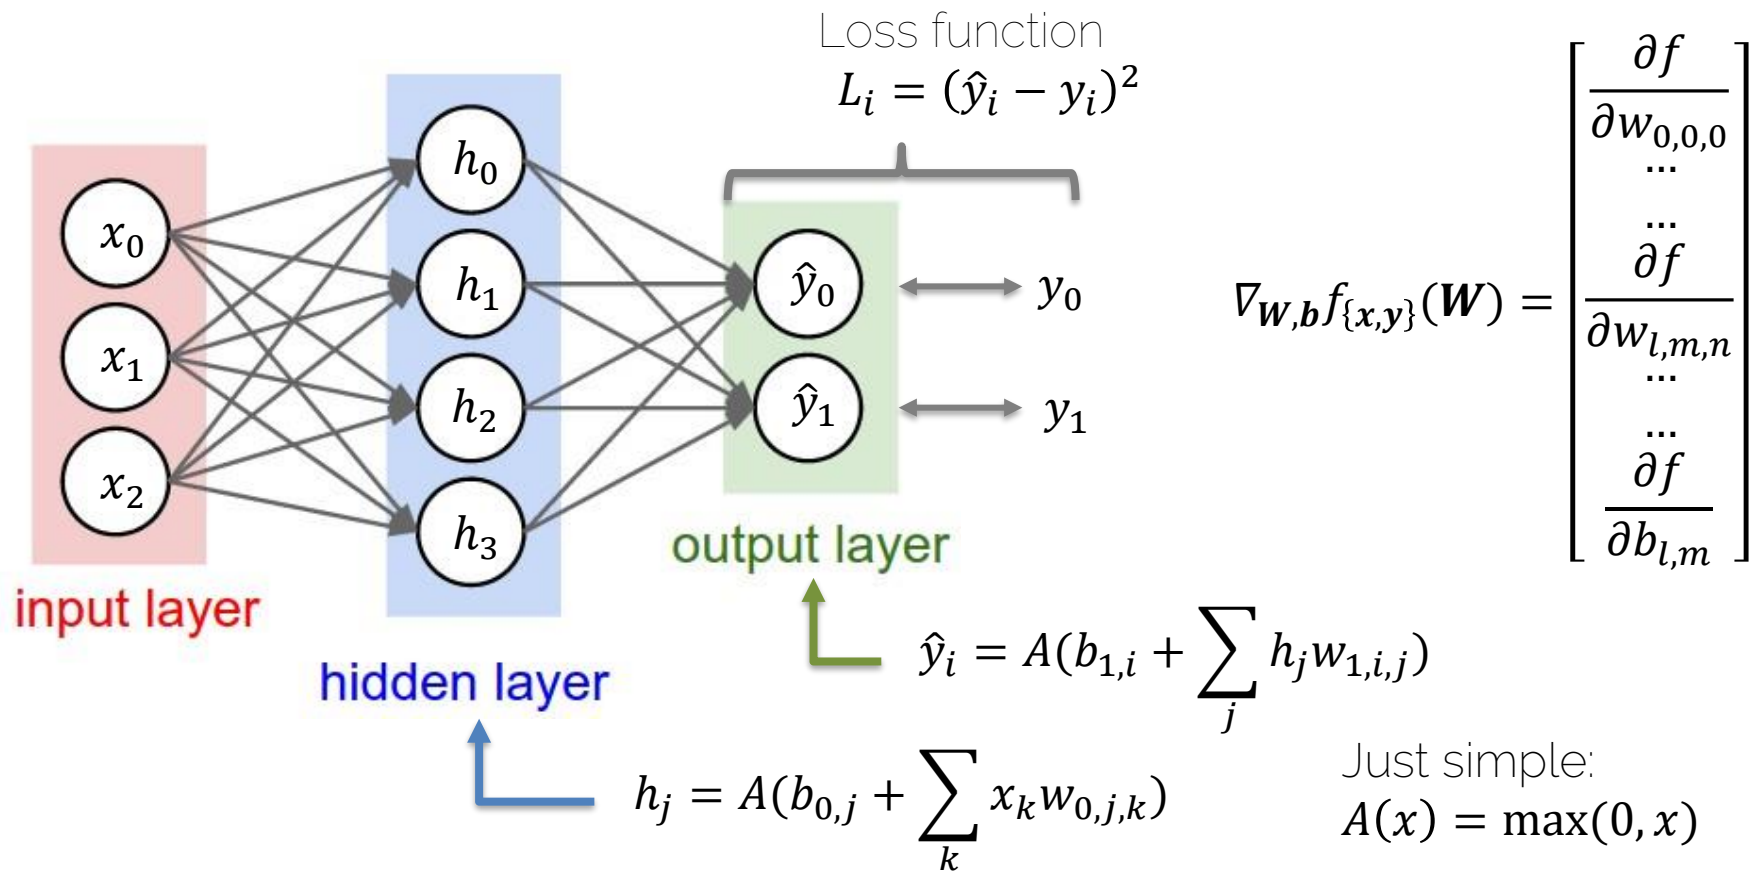 Loss function
L_i = (ŷ_i − y_i)^2
x_0
x_1
x_2
input layer
h_0
h_1
h_2
h_3
hidden layer
ŷ_0
ŷ_1
output layer
y_0
y_1
∇_{W,b} f_{{x,y}}(W) =
∂f
∂w_{0,0,0}
...
...
∂f
∂w_{l,m,n}
...
...
∂f
∂b_{l,m}
ŷ_i = A(b_{1,i} + ∑_j h_j w_{1,i,j})
h_j = A(b_{0,j} + ∑_k x_k w_{0,j,k})
Just simple:
A(x) = max(0, x)